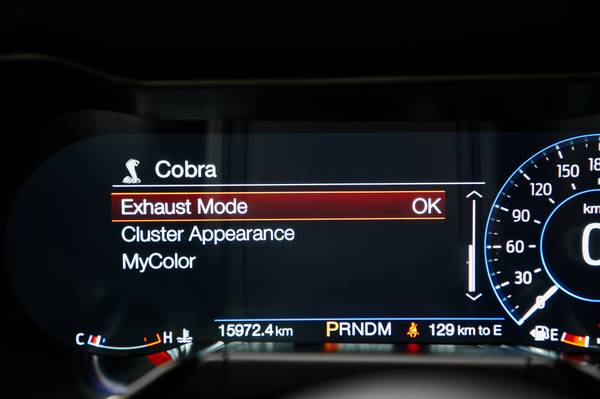 Cobra
Exhaust Mode OK
Cluster Appearance
MyColor
15972.4 km PRNDM 129 km to E
C H
30
60
90
120
150
km
E